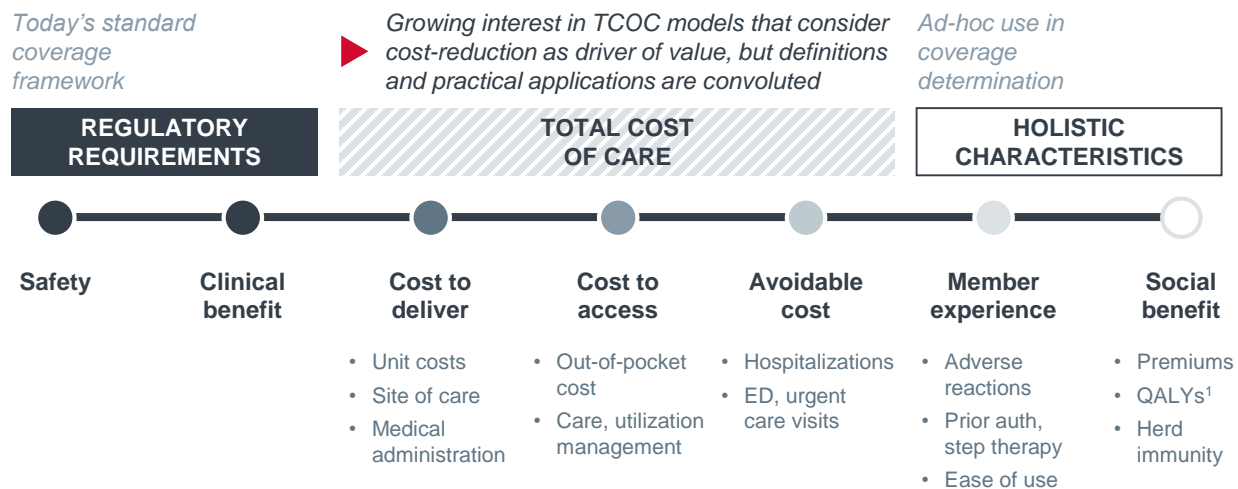 Today's standard
coverage
framework
Growing interest in TCOC models that consider
cost-reduction as driver of value, but definitions
and practical applications are convoluted
Ad-hoc use in
coverage
determination
REGULATORY
REQUIREMENTS
TOTAL COST
OF CARE
HOLISTIC
CHARACTERISTICS
Safety
Clinical
benefit
Cost to
deliver
• Unit costs
• Site of care
• Medical
administration
Cost to
access
• Out-of-pocket
cost
• Care, utilization
management
Avoidable
cost
• Hospitalizations
• ED, urgent
care visits
Member
experience
• Adverse
reactions
• Prior auth,
step therapy
• Ease of use
Social
benefit
• Premiums
• QALYs¹
• Herd
immunity